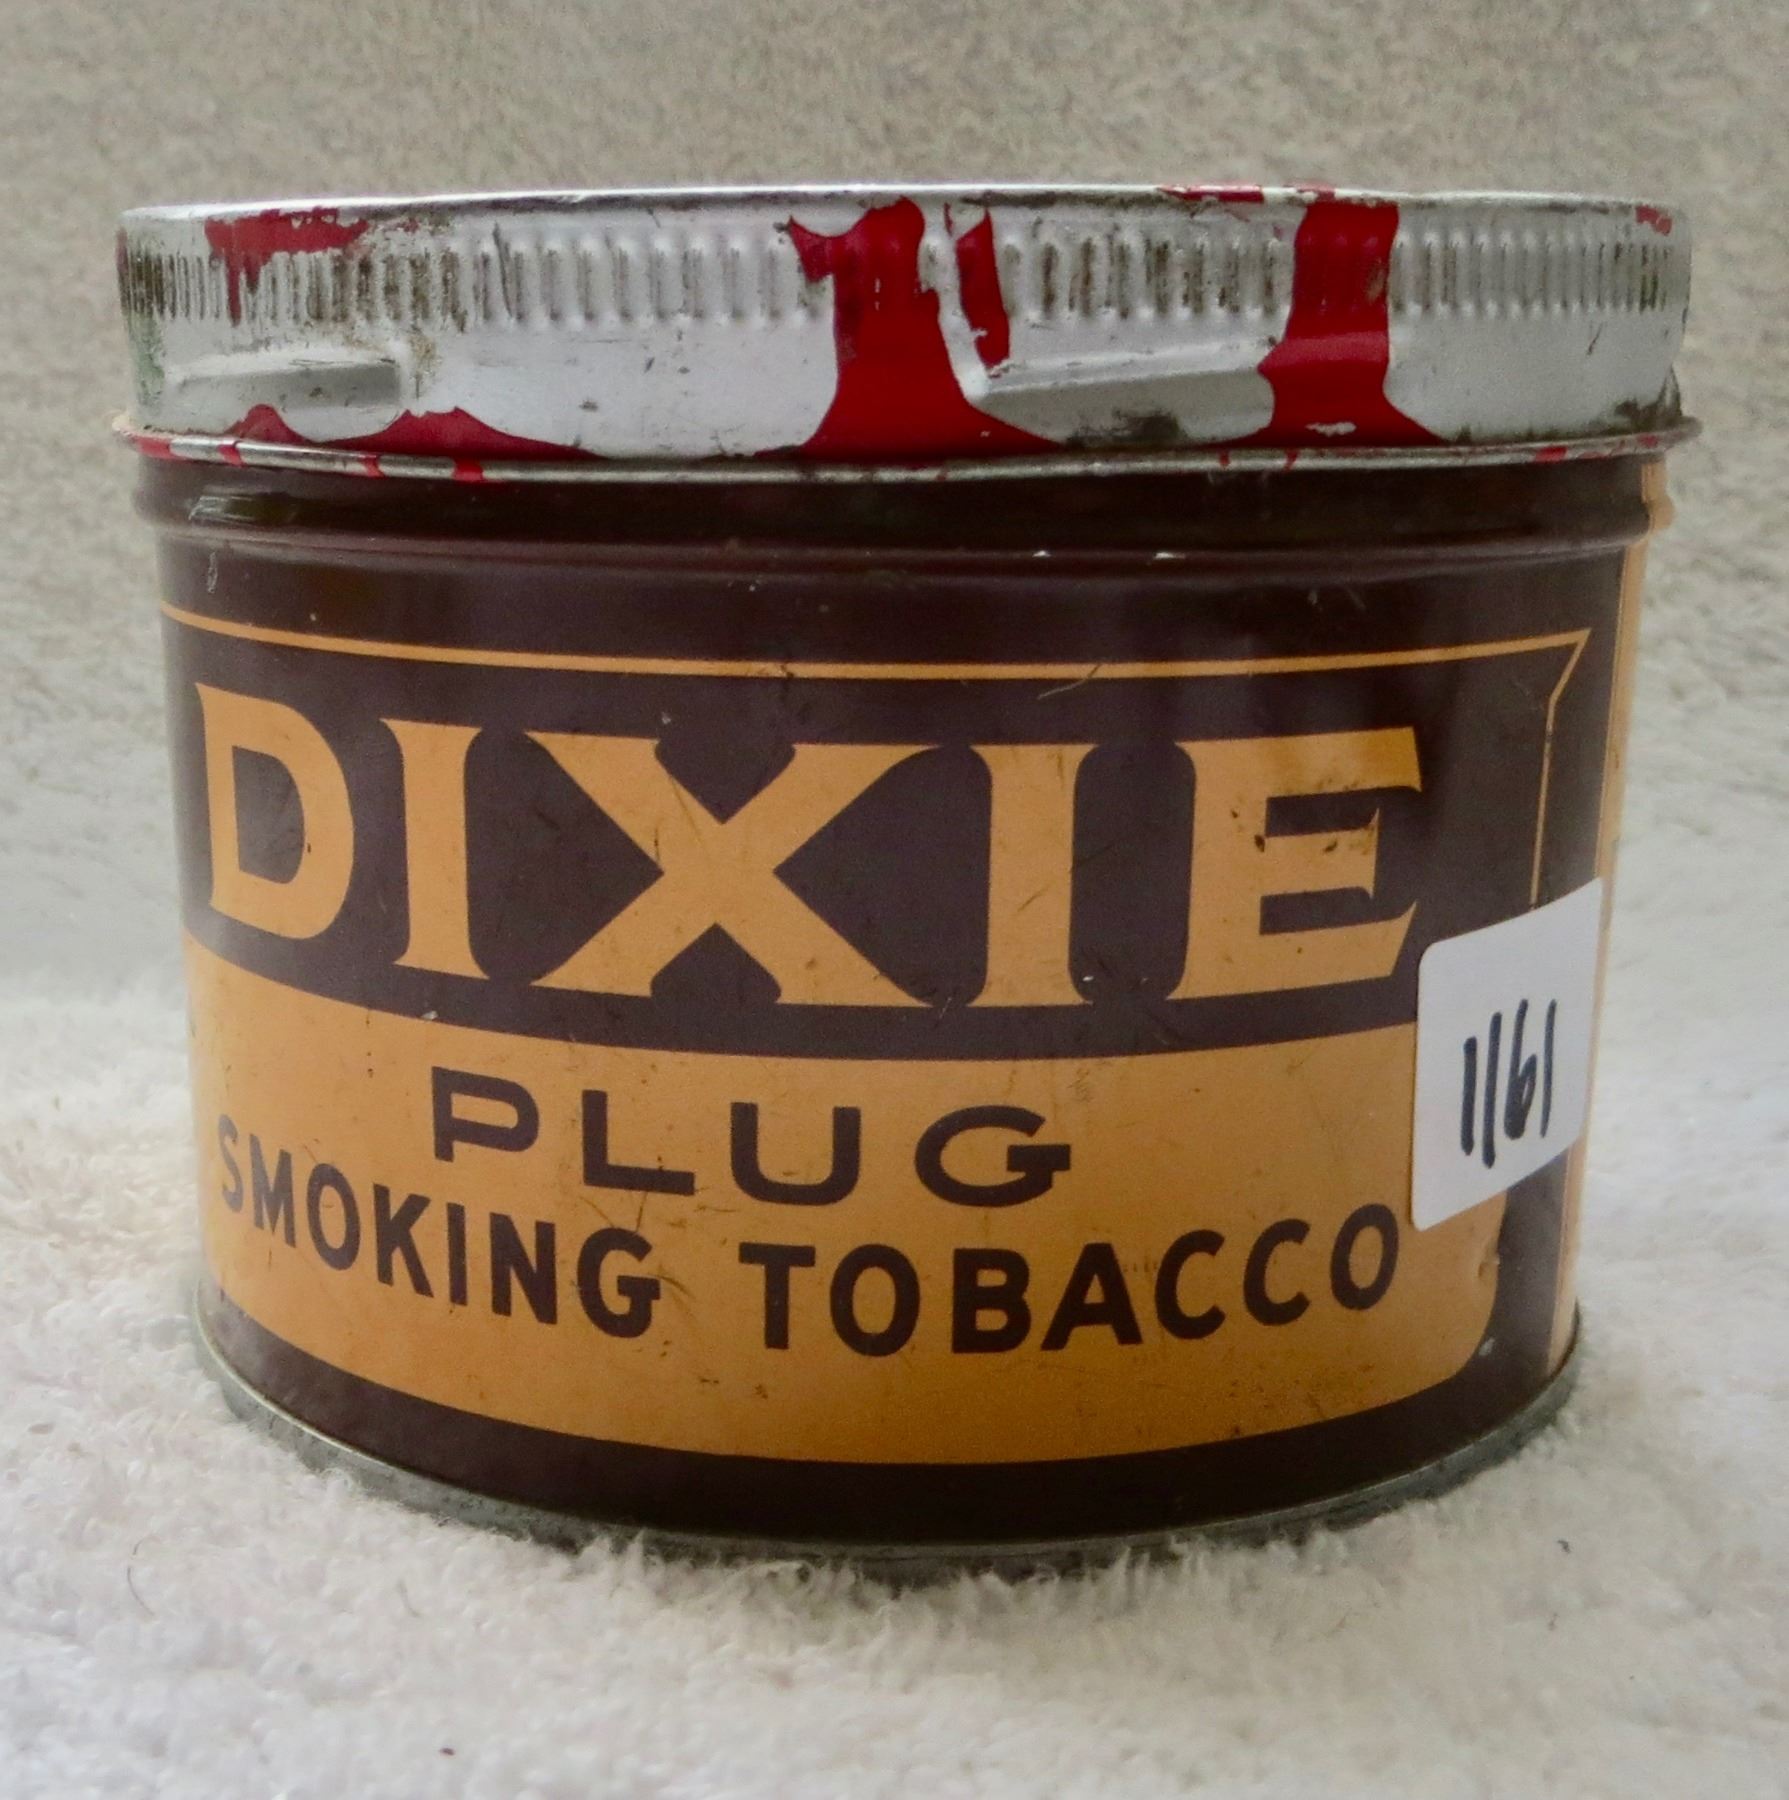 DIXIE
PLUG
SMOKING TOBACCO
1161